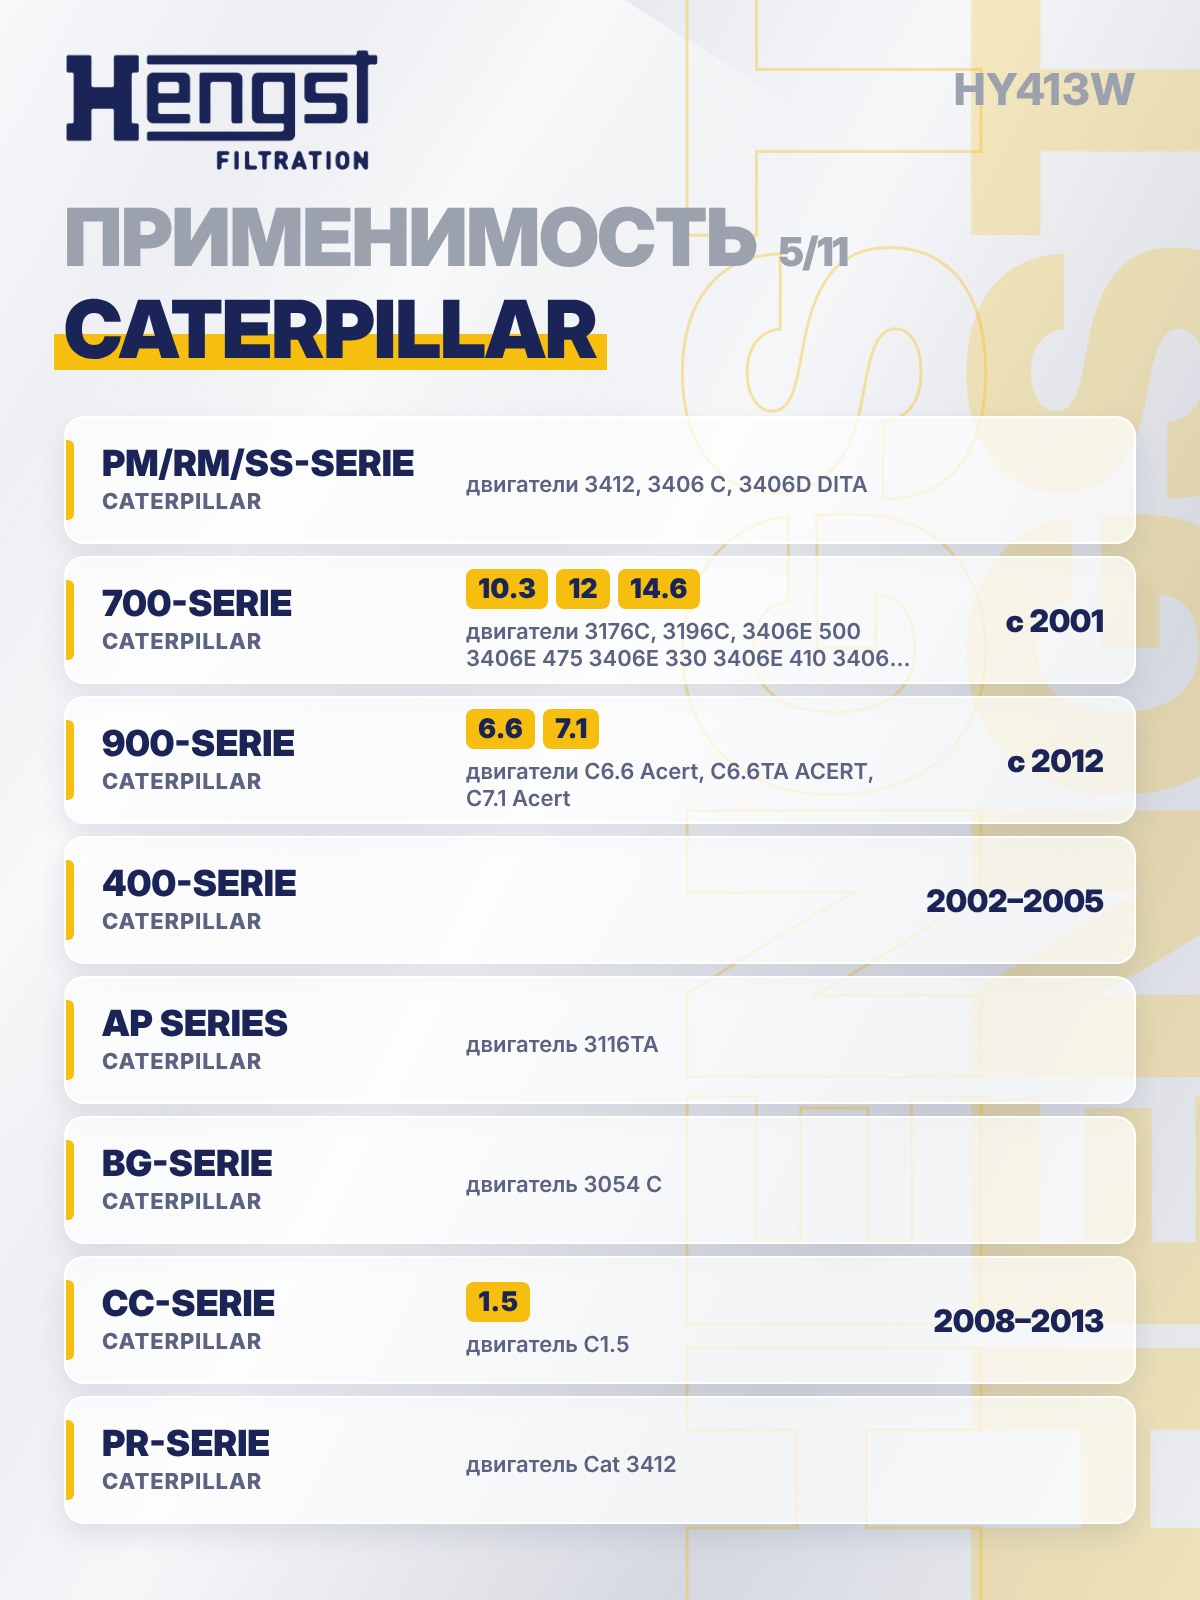 Hengst
FILTRATION
HY413W
ПРИМЕНИМОСТЬ 5/11
CATERPILLAR
PM/RM/SS-SERIE
CATERPILLAR
двигатели 3412, 3406 C, 3406D DITA
700-SERIE
CATERPILLAR
10.3 12 14.6
двигатели 3176C, 3196C, 3406E 500
3406E 475 3406E 330 3406E 410 3406...
с 2001
900-SERIE
CATERPILLAR
6.6 7.1
двигатели C6.6 Acert, C6.6TA ACERT,
C7.1 Acert
с 2012
400-SERIE
CATERPILLAR
2002–2005
AP SERIES
CATERPILLAR
двигатель 3116TA
BG-SERIE
CATERPILLAR
двигатель 3054 C
CC-SERIE
CATERPILLAR
1.5
двигатель C1.5
2008–2013
PR-SERIE
CATERPILLAR
двигатель Cat 3412
HENGST
HENGST